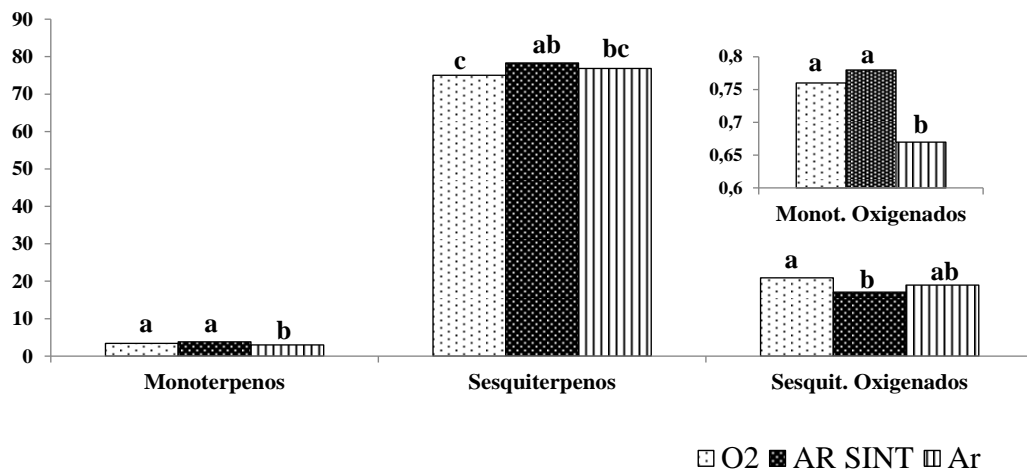 90
80
70
60
50
40
30
20
10
0
c
ab
bc
a
a
b
a
b
ab
Monoterpenos
Sesquiterpenos
Sesquit. Oxigenados
0,8
0,75
0,7
0,65
0,6
a
a
b
Monot. Oxigenados
O2 AR SINT Ar